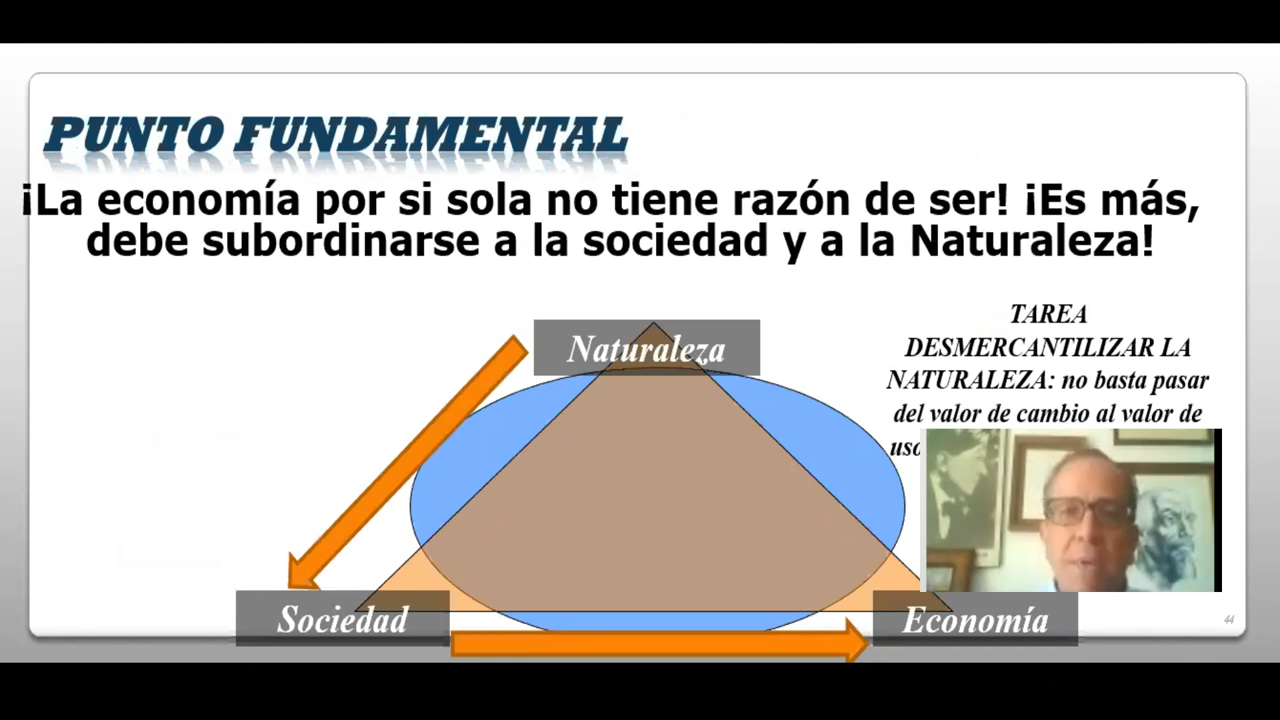 PUNTO FUNDAMENTAL
¡La economía por si sola no tiene razón de ser! ¡Es más,
debe subordinarse a la sociedad y a la Naturaleza!
TAREA
DESMERCANTILIZAR LA
NATURALEZA: no basta pasar
del valor de cambio al valor de
Naturaleza
Sociedad
Economía
44